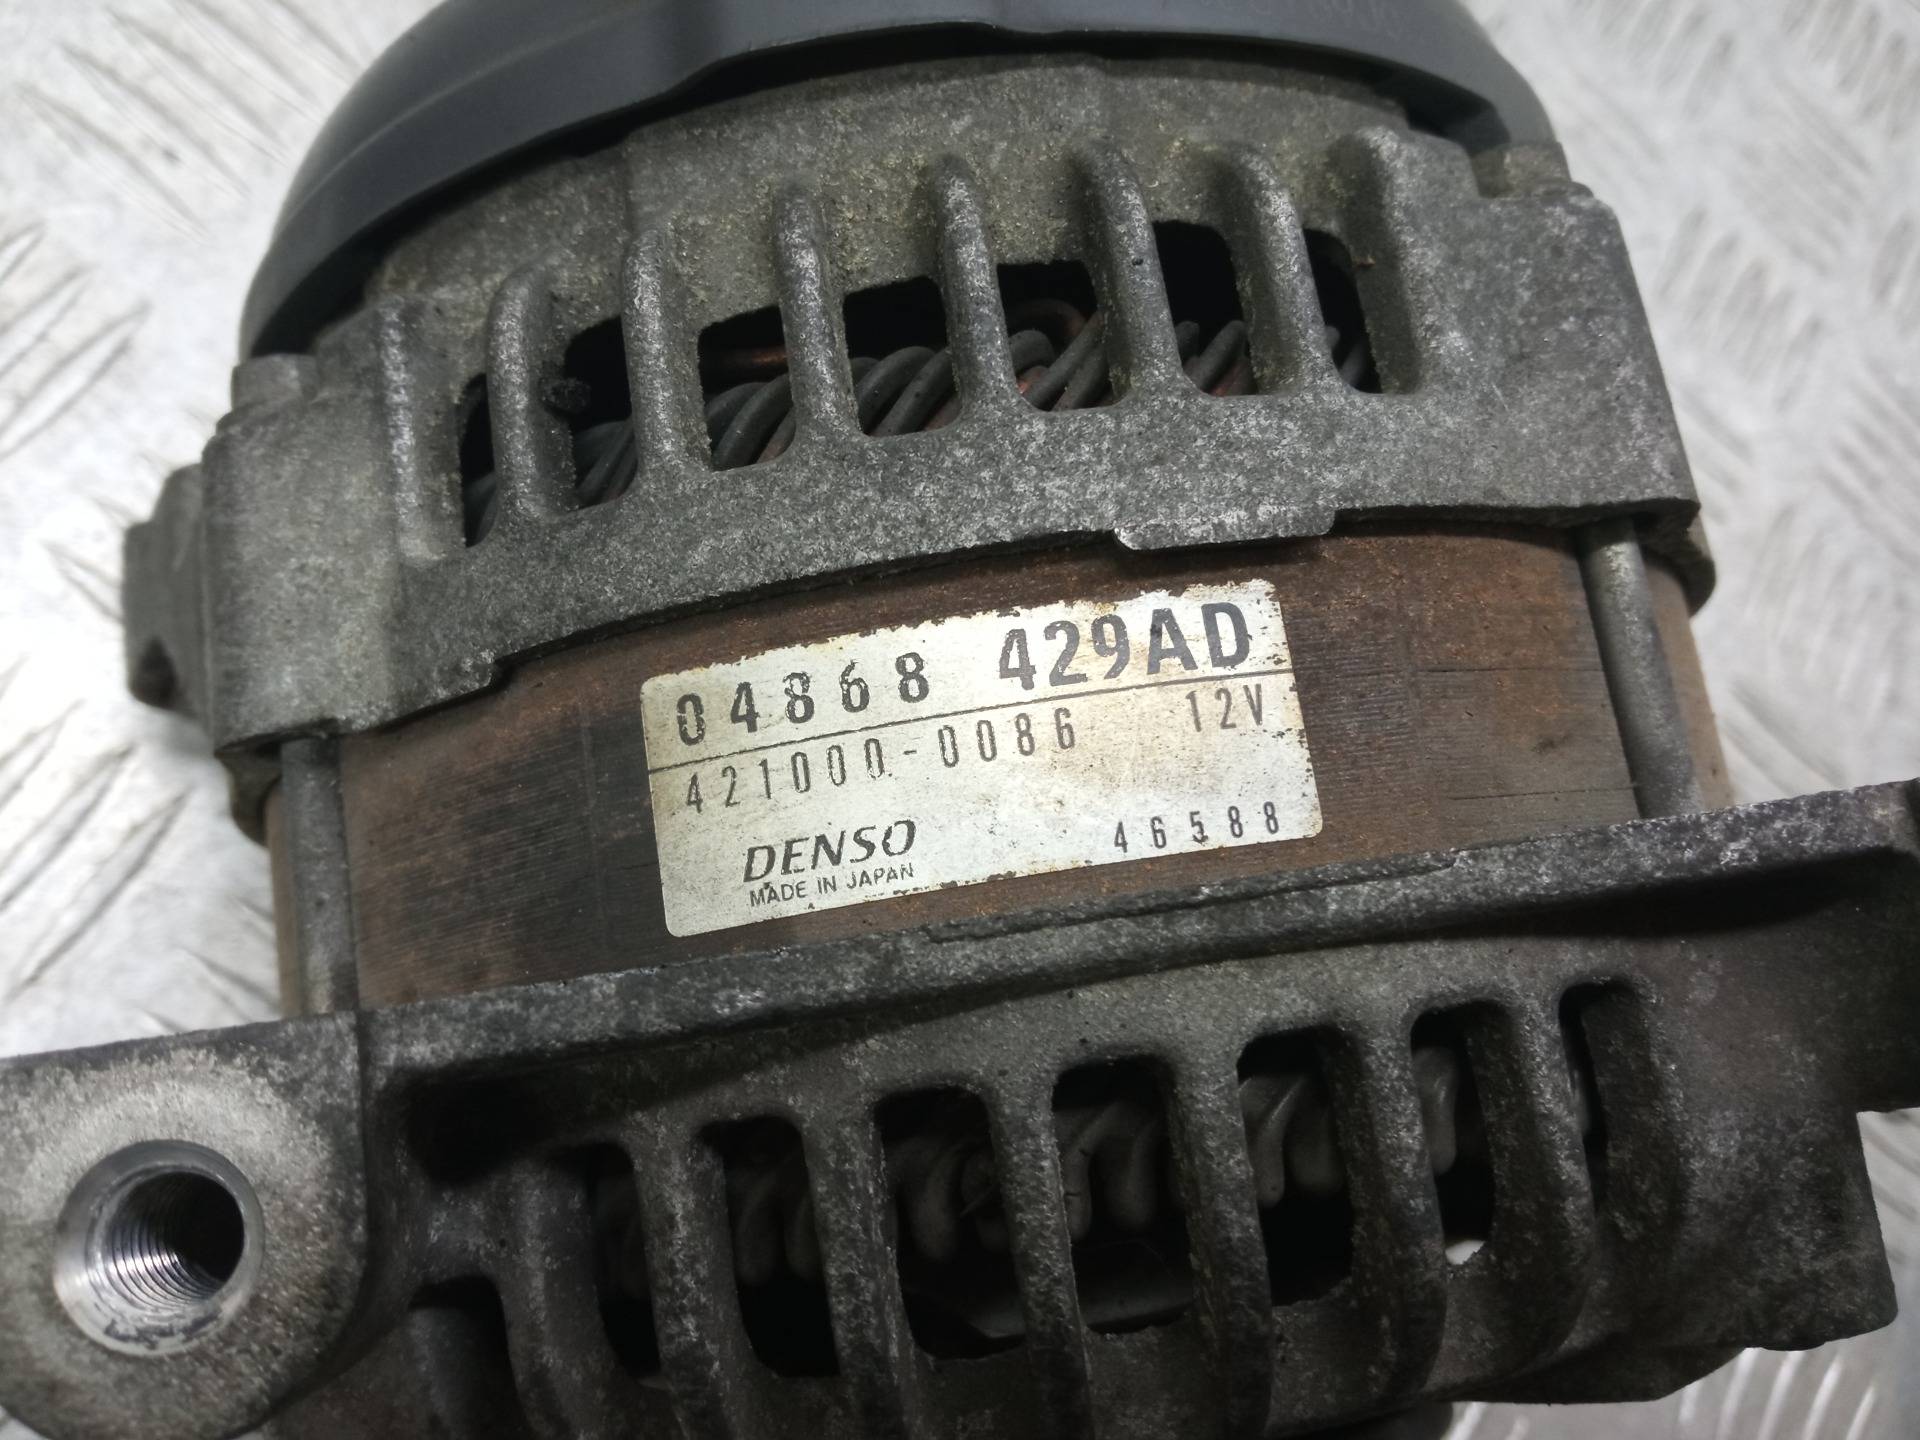 04868 429AD
421000-0086 12V
DENSO 46588
MADE IN JAPAN